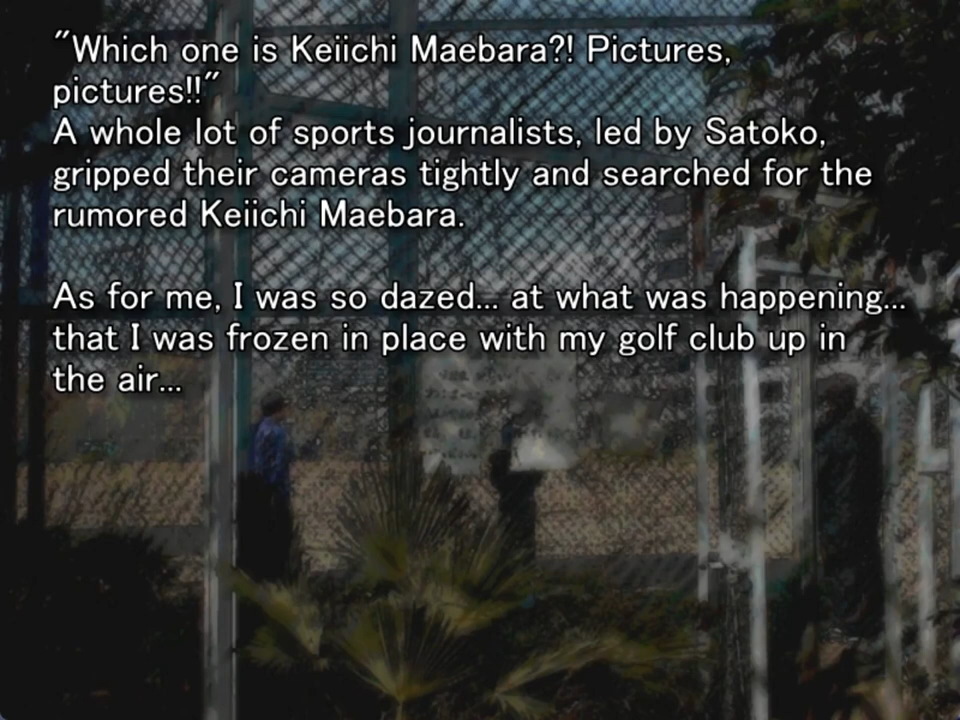 "Which one is Keiichi Maebara?! Pictures,
pictures!!"
A whole lot of sports journalists, led by Satoko,
gripped their cameras tightly and searched for the
rumored Keiichi Maebara.
As for me, I was so dazed... at what was happening...
that I was frozen in place with my golf club up in
the air...